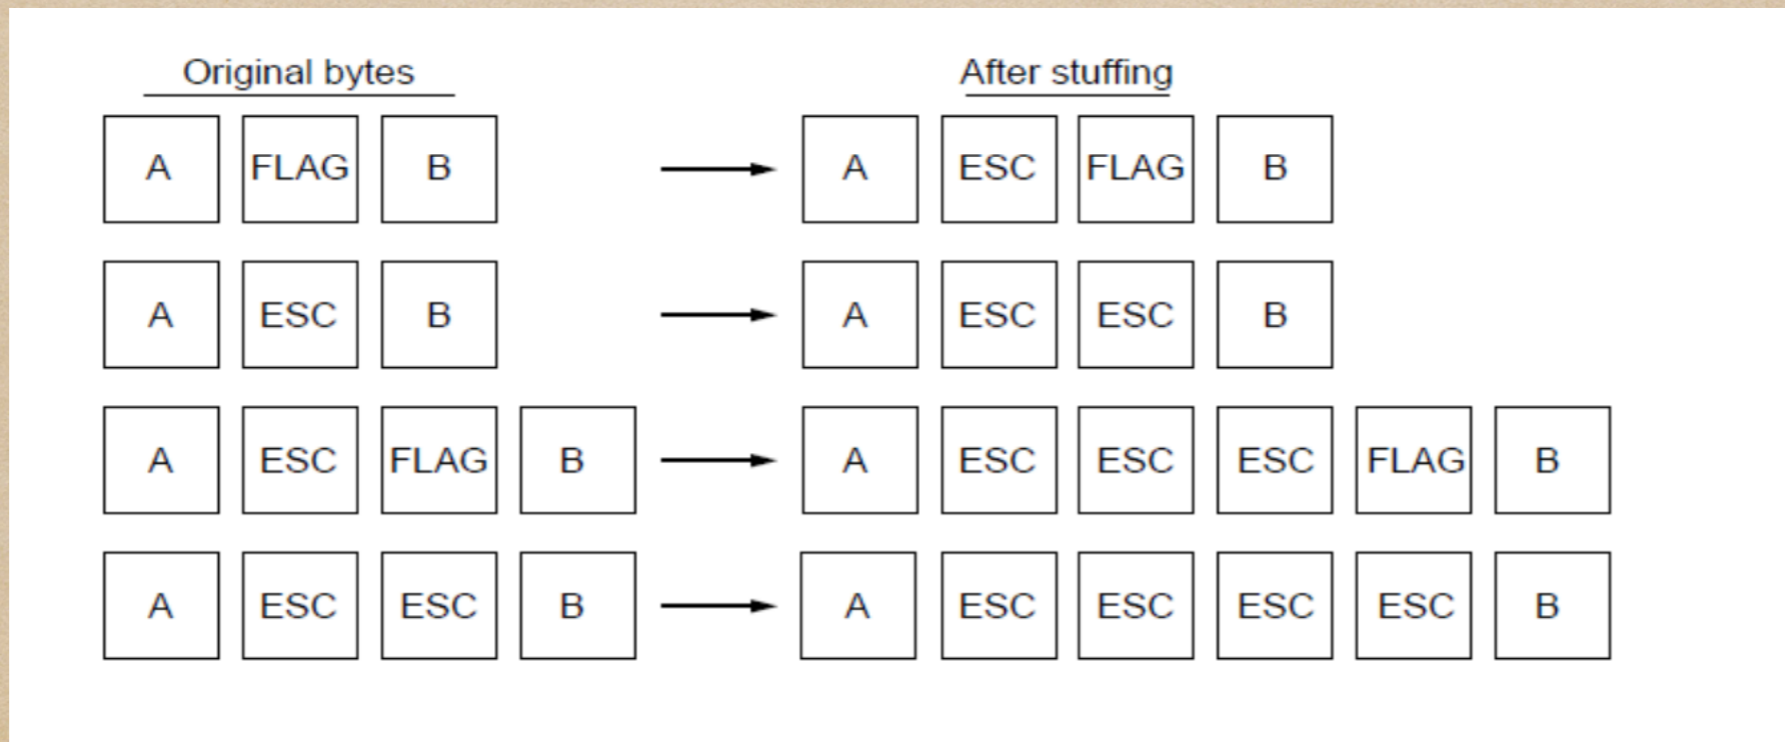 Original bytes After stuffing
A FLAG B A ESC FLAG B
A ESC B A ESC ESC B
A ESC FLAG B A ESC ESC ESC FLAG B
A ESC ESC B A ESC ESC ESC ESC B